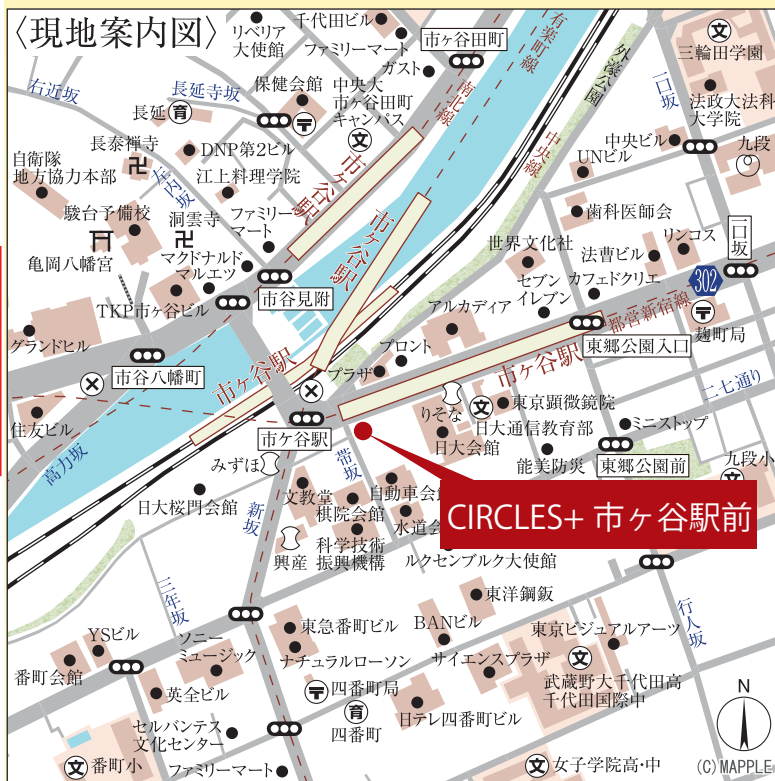 〈現地案内図〉
リベリア
大使館
千代田ビル
ファミリーマート
ガスト
市ヶ谷田町
有楽町線
外濠公園
三輪田学園
右近坂
長延寺坂
保健会館
中央大
市ケ谷田町
キャンパス
南北線
二口坂
法政大法科
大学院
長延
長泰禅寺
DNP第2ビル
中央線
中央ビル
九段
UNビル
自衛隊
地方協力本部
左内坂
江上料理学院
市ヶ谷駅
駿台予備校
洞雲寺
ファミリー
マート
市ヶ谷駅
歯科医師会
亀岡八幡宮
マクドナルド
マルエツ
世界文化社
法曹ビル
リンコス
一口坂
市谷見附
セブン
イレブン
カフェドクリエ
302
TKP市ヶ谷ビル
アルカディア
都営新宿線
麹町局
グランドヒル
プロント
東郷公園入口
市谷八幡町
市ヶ谷駅
プラザ
市ヶ谷駅
二七通り
りそな
東京顕微鏡院
住友ビル
市ケ谷駅
日大通信教育部
ミニストップ
高力坂
みずほ
帯坂
日大会館
能美防災
東郷公園前
九段小
日大桜門会館
新坂
文教堂
自動車会
棋院会館
水道会
CIRCLES+ 市ヶ谷駅前
科学技術
振興機構
興産
ルクセンブルク大使館
三年坂
東洋鋼鈑
行人坂
YSビル
ソニー
ミュージック
東急番町ビル
BANビル
東京ビジュアルアーツ
番町会館
ナチュラルローソン
サイエンスプラザ
英全ビル
四番町局
武蔵野大千代田高
千代田国際中
N
セルバンテス
文化センター
四番町
日テレ四番町ビル
番町小
ファミリーマート
女子学院高・中
(C)MAPPLE